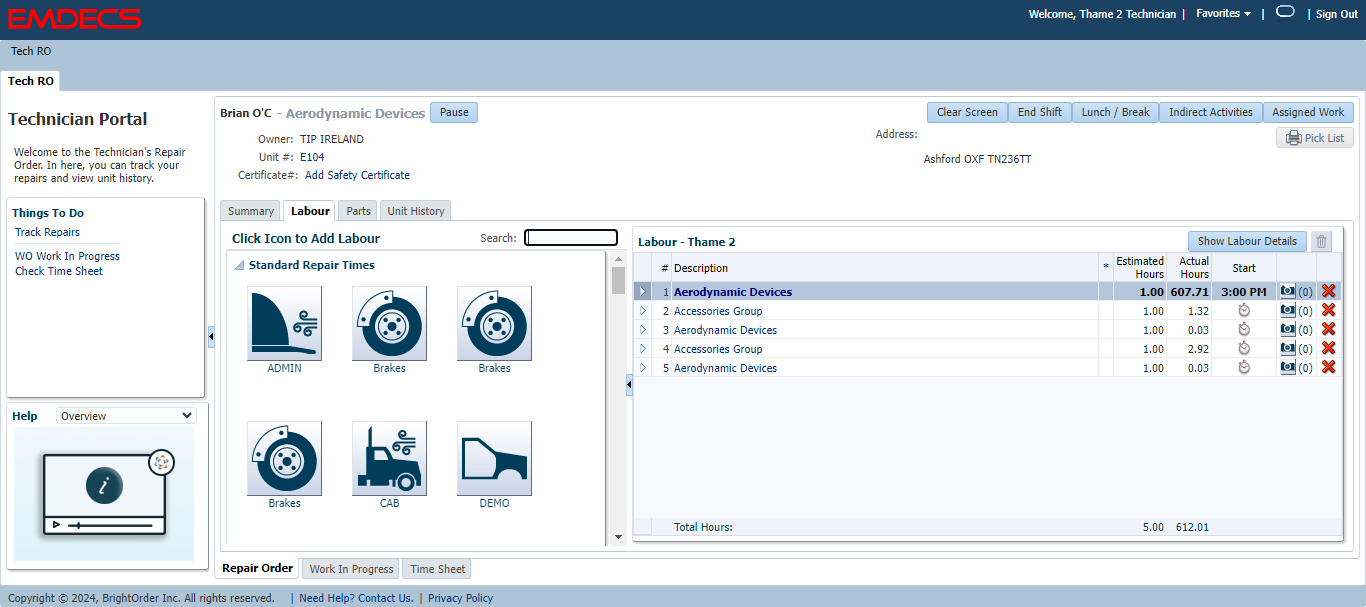 EMDECS
Welcome, Thame 2 Technician | Favorites | | Sign Out
Tech RO
Tech RO
Technician Portal
Welcome to the Technician's Repair
Order. In here, you can track your
repairs and view unit history.
Things To Do
Track Repairs
WO Work In Progress
Check Time Sheet
Help Overview
i
Brian O'C - Aerodynamic Devices Pause
Clear Screen End Shift Lunch / Break Indirect Activities Assigned Work
Owner: TIP IRELAND
Unit #: E104
Certificate#: Add Safety Certificate
Address:
Ashford OXF TN236TT
Pick List
Summary Labour Parts Unit History
Click Icon to Add Labour Search:
Standard Repair Times
ADMIN Brakes Brakes
Brakes CAB DEMO
Labour - Thame 2 Show Labour Details
# Description * Estimated Hours Actual Hours Start
1 Aerodynamic Devices 1.00 607.71 3:00 PM (0)
2 Accessories Group 1.00 1.32 (0)
3 Aerodynamic Devices 1.00 0.03 (0)
4 Accessories Group 1.00 2.92 (0)
5 Aerodynamic Devices 1.00 0.03 (0)
Total Hours: 5.00 612.01
Repair Order Work In Progress Time Sheet
Copyright © 2024, BrightOrder Inc. All rights reserved. | Need Help? Contact Us. | Privacy Policy